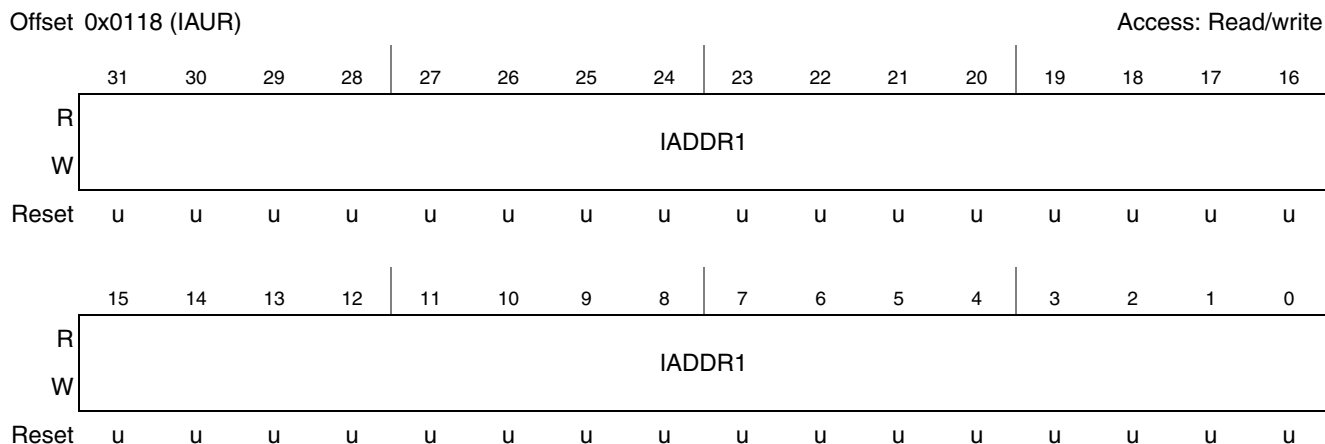 Offset 0x0118 (IAUR) Access: Read/write
31 30 29 28 27 26 25 24 23 22 21 20 19 18 17 16
R
IADDR1
W
Reset u u u u u u u u u u u u u u u u
15 14 13 12 11 10 9 8 7 6 5 4 3 2 1 0
R
IADDR1
W
Reset u u u u u u u u u u u u u u u u